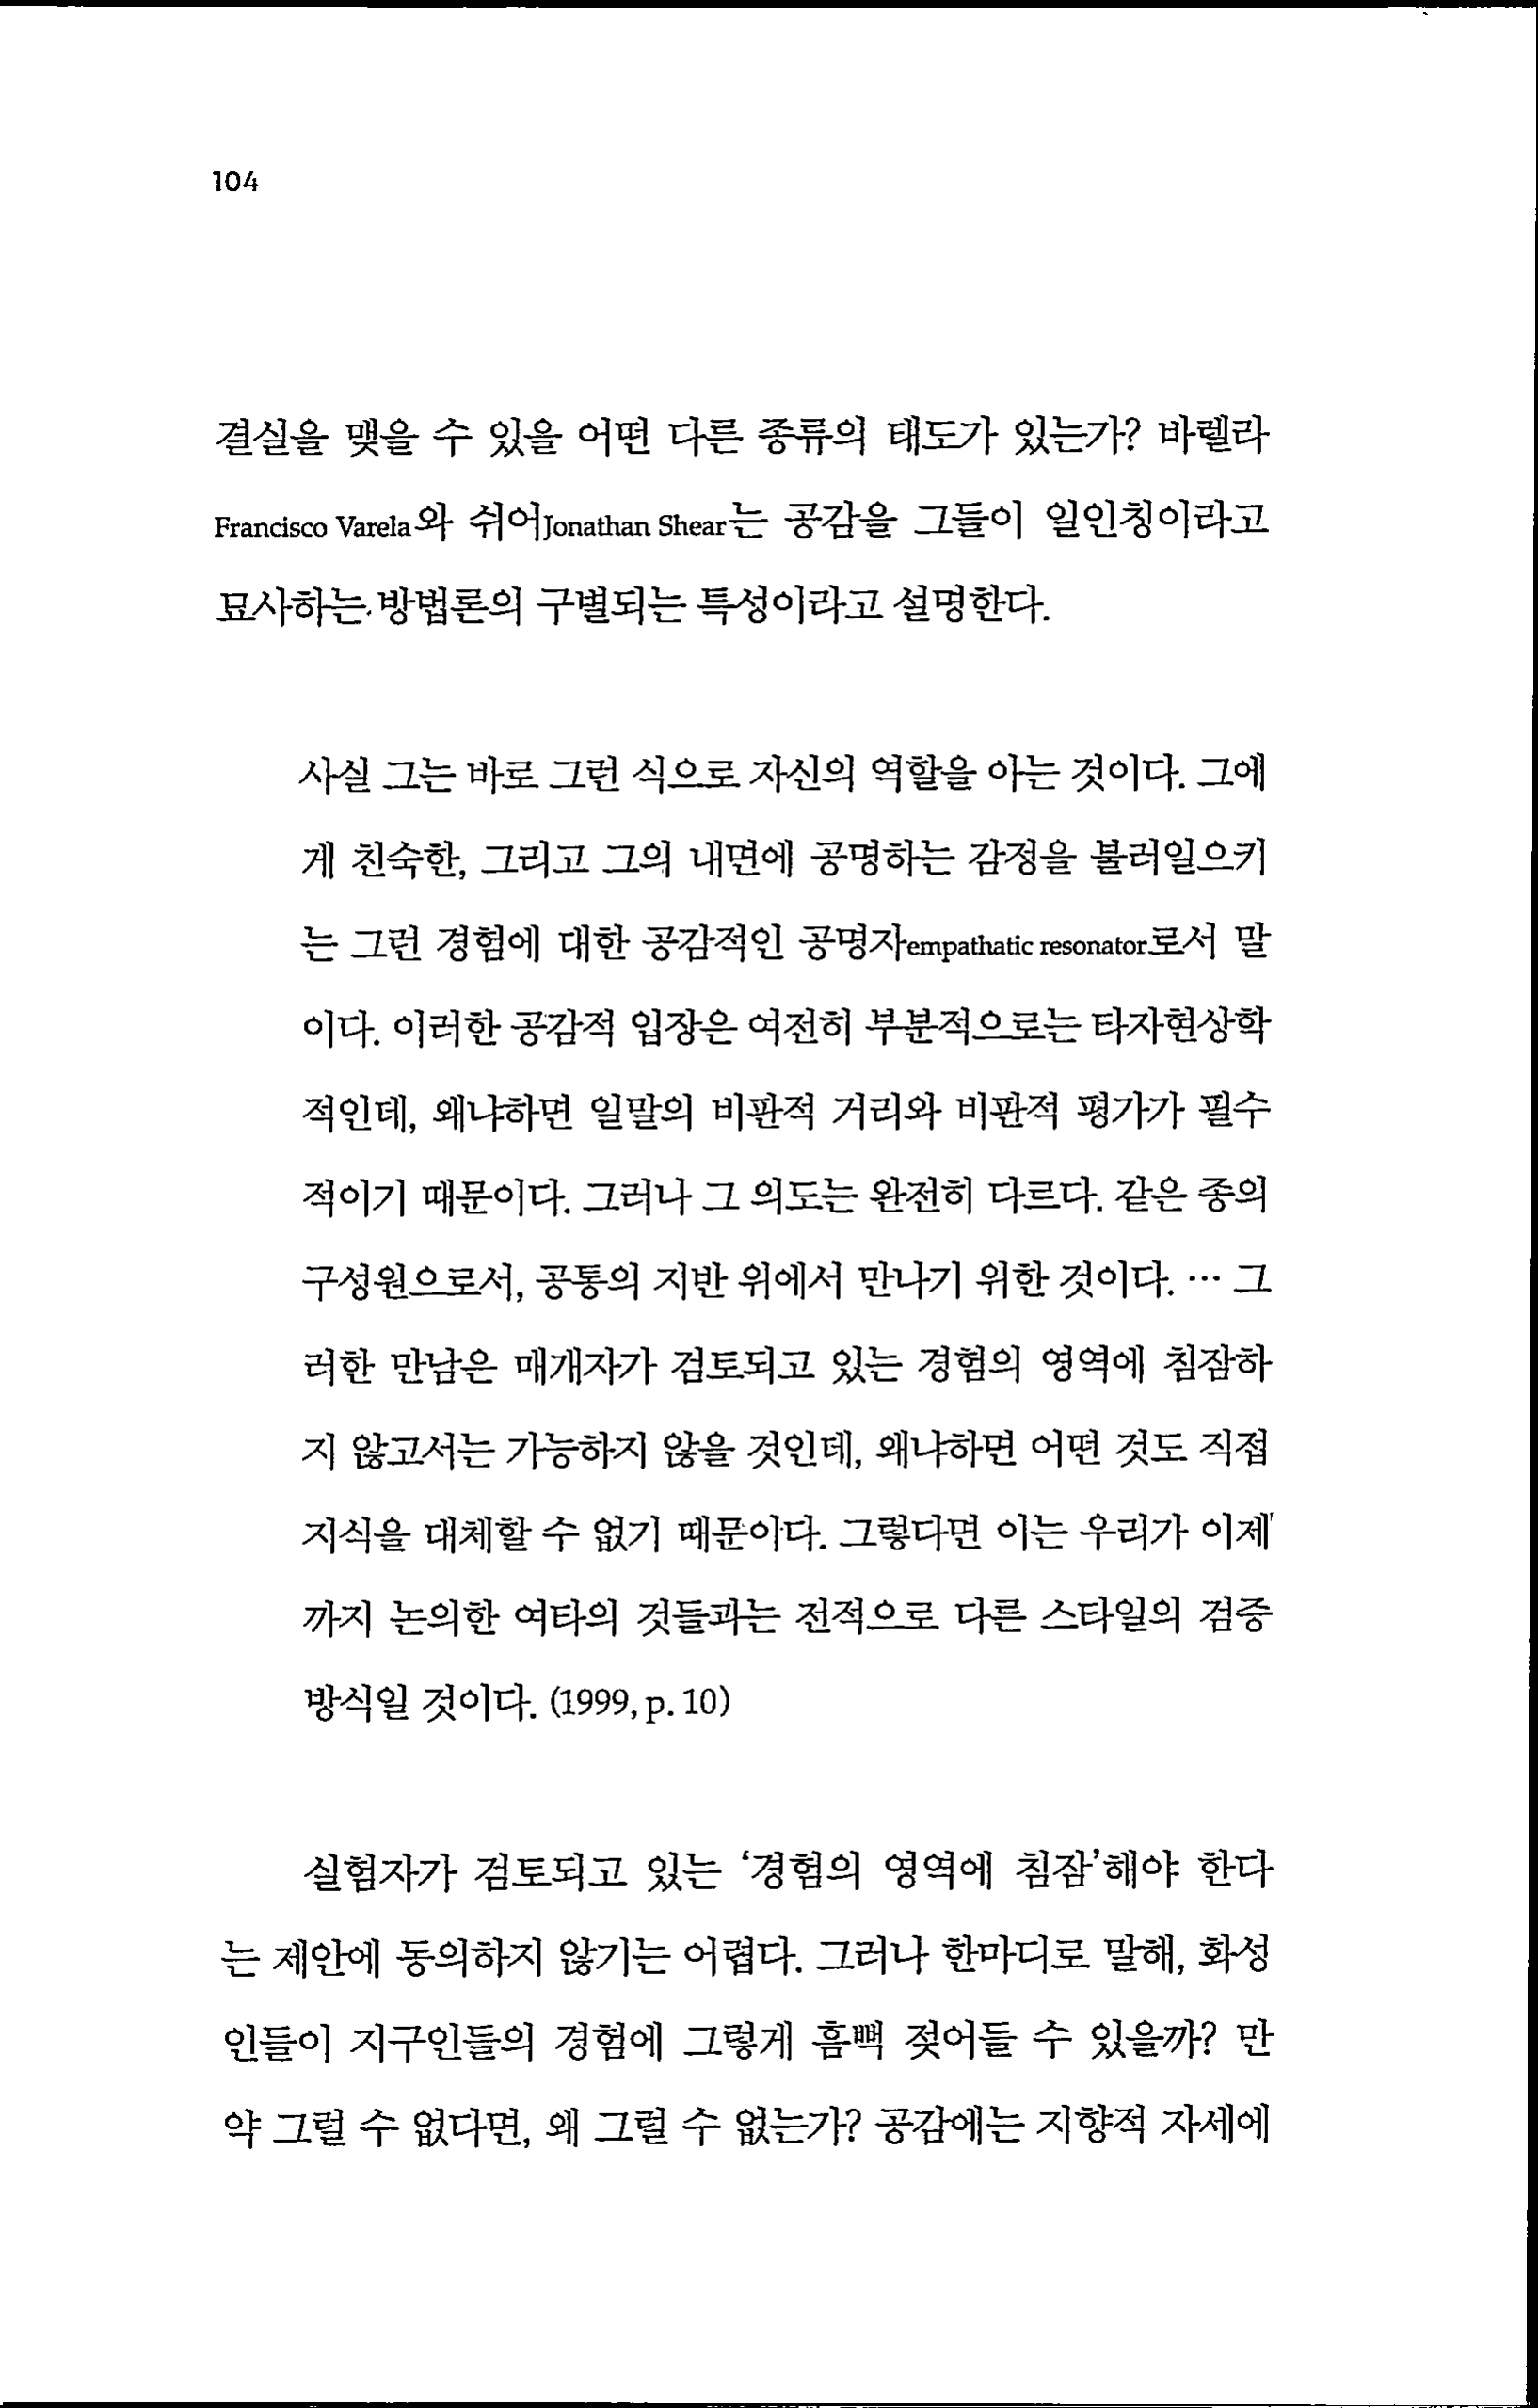 104
결실을 맺을 수 있을 어떤 다른 종류의 태도가 있는가? 바렐라
Francisco Varela와 쉬어Jonathan Shear는 공감을 그들이 일인칭이라고
묘사하는 방법론의 구별되는 특성이라고 설명한다.
사실 그는 바로 그런 식으로 자신의 역할을 아는 것이다. 그에
게 친숙한, 그리고 그의 내면에 공명하는 감정을 불러일으키
는 그런 경험에 대한 공감적인 공명자empathatic resonator로서 말
이다. 이러한 공감적 입장은 여전히 부분적으로는 타자현상학
적인데, 왜냐하면 일말의 비판적 거리와 비판적 평가가 필수
적이기 때문이다. 그러나 그 의도는 완전히 다르다. 같은 종의
구성원으로서, 공통의 지반 위에서 만나기 위한 것이다. … 그
러한 만남은 매개자가 검토되고 있는 경험의 영역에 침잠하
지 않고서는 가능하지 않을 것인데, 왜냐하면 어떤 것도 직접
지식을 대체할 수 없기 때문이다. 그렇다면 이는 우리가 이제
까지 논의한 여타의 것들과는 전적으로 다른 스타일의 검증
방식일 것이다. (1999, p. 10)
실험자가 검토되고 있는 ‘경험의 영역에 침잠’해야 한다
는 제안에 동의하지 않기는 어렵다. 그러나 한마디로 말해, 화성
인들이 지구인들의 경험에 그렇게 흠뻑 젖어들 수 있을까? 만
약 그럴 수 없다면, 왜 그럴 수 없는가? 공감에는 지향적 자세에